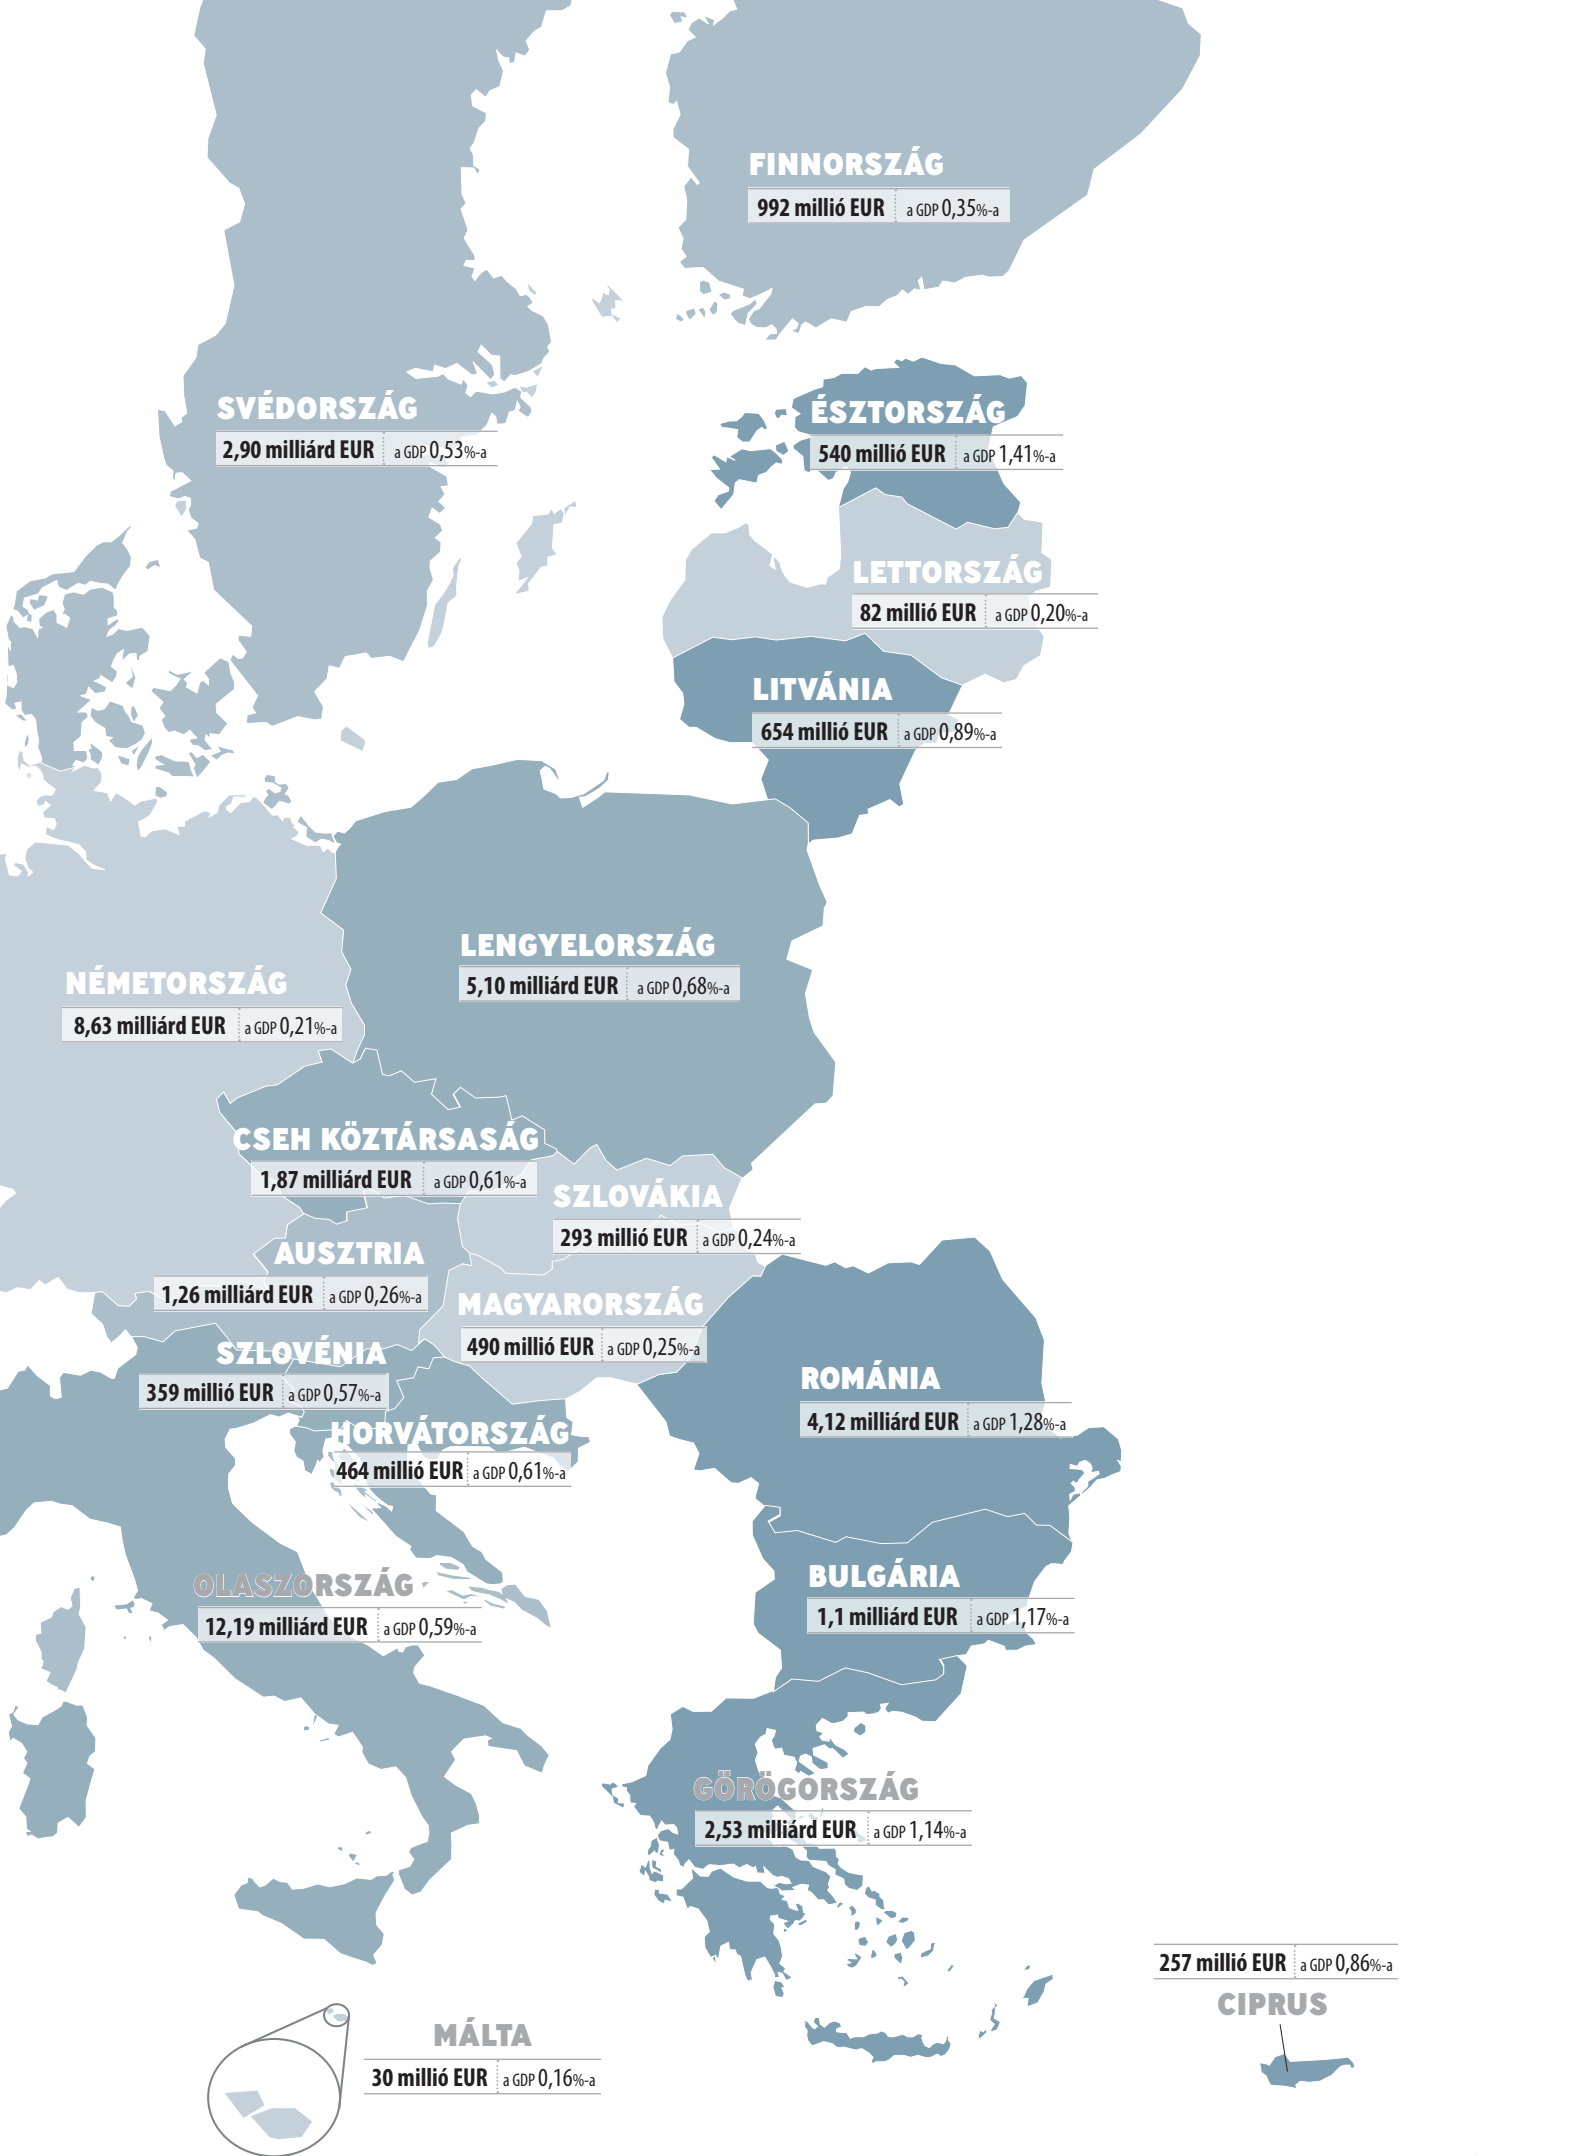 FINNORSZÁG
992 millió EUR a GDP 0,35%-a
SVÉDORSZÁG
2,90 milliárd EUR a GDP 0,53%-a
ÉSZTORSZÁG
540 millió EUR a GDP 1,41%-a
LETTORSZÁG
82 millió EUR a GDP 0,20%-a
LITVÁNIA
654 millió EUR a GDP 0,89%-a
LENGYELORSZÁG
5,10 milliárd EUR a GDP 0,68%-a
NÉMETORSZÁG
8,63 milliárd EUR a GDP 0,21%-a
CSEH KÖZTÁRSASÁG
1,87 milliárd EUR a GDP 0,61%-a
SZLOVÁKIA
293 millió EUR a GDP 0,24%-a
AUSZTRIA
1,26 milliárd EUR a GDP 0,26%-a
MAGYARORSZÁG
490 millió EUR a GDP 0,25%-a
SZLOVÉNIA
359 millió EUR a GDP 0,57%-a
ROMÁNIA
4,12 milliárd EUR a GDP 1,28%-a
HORVÁTORSZÁG
464 millió EUR a GDP 0,61%-a
BULGÁRIA
1,1 milliárd EUR a GDP 1,17%-a
OLASZORSZÁG
12,19 milliárd EUR a GDP 0,59%-a
GÖRÖGORSZÁG
2,53 milliárd EUR a GDP 1,14%-a
257 millió EUR a GDP 0,86%-a
CIPRUS
MÁLTA
30 millió EUR a GDP 0,16%-a